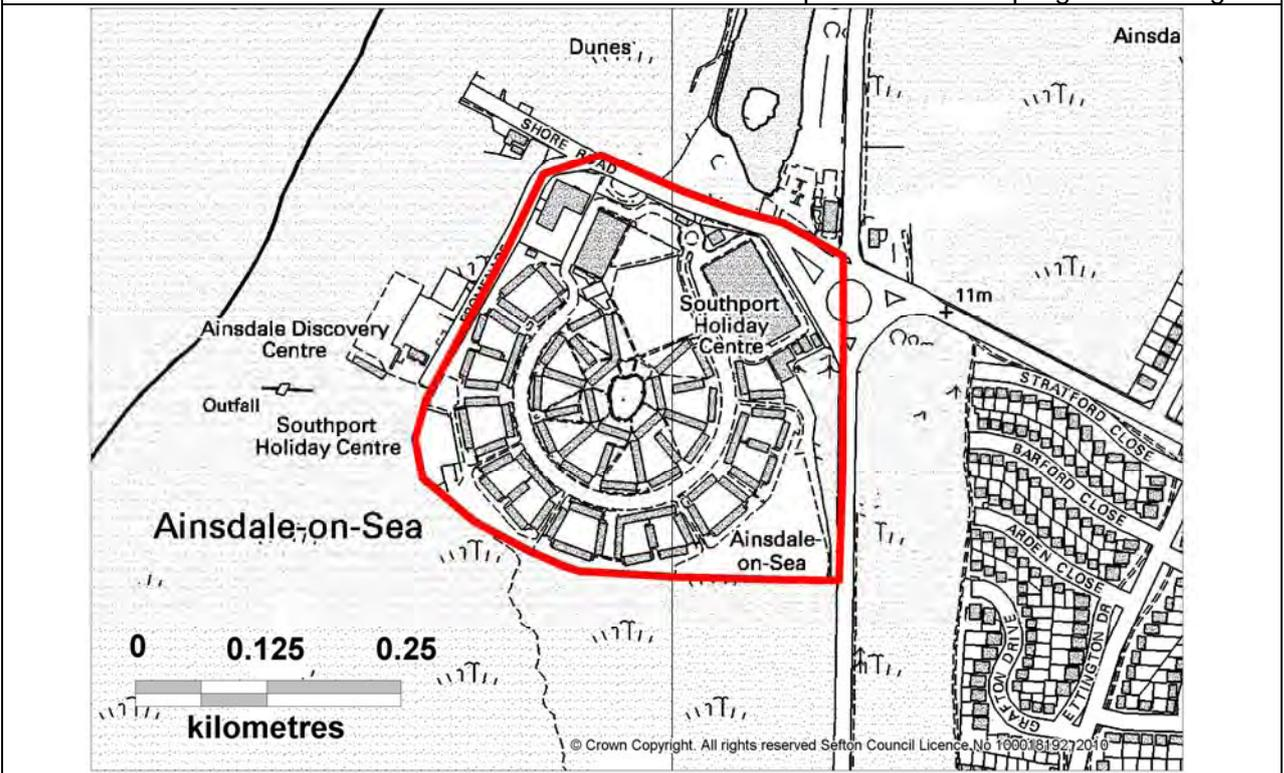 Dunes
Ainsda
SHORE ROAD
11m
Southport
Holiday
Centre
Ainsdale Discovery
Centre
Outfall
Southport
Holiday Centre
STRATFORD CLOSE
BARFORD CLOSE
ARDEN CLOSE
Ainsdale-on-Sea
Ainsdale-
on-Sea
GRAFTON DRIVE
ETTINGTON DR
0 0.125 0.25
kilometres
© Crown Copyright. All rights reserved Sefton Council Licence No 100018192 2010